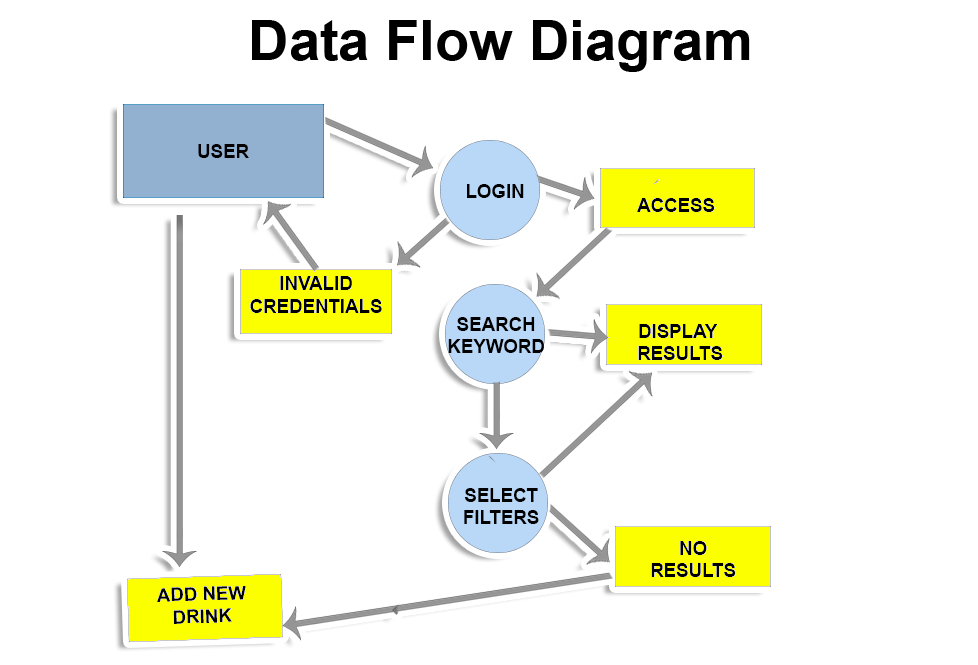 Data Flow Diagram
USER
LOGIN
ACCESS
INVALID
CREDENTIALS
SEARCH
KEYWORD
DISPLAY
RESULTS
SELECT
FILTERS
NO
RESULTS
ADD NEW
DRINK